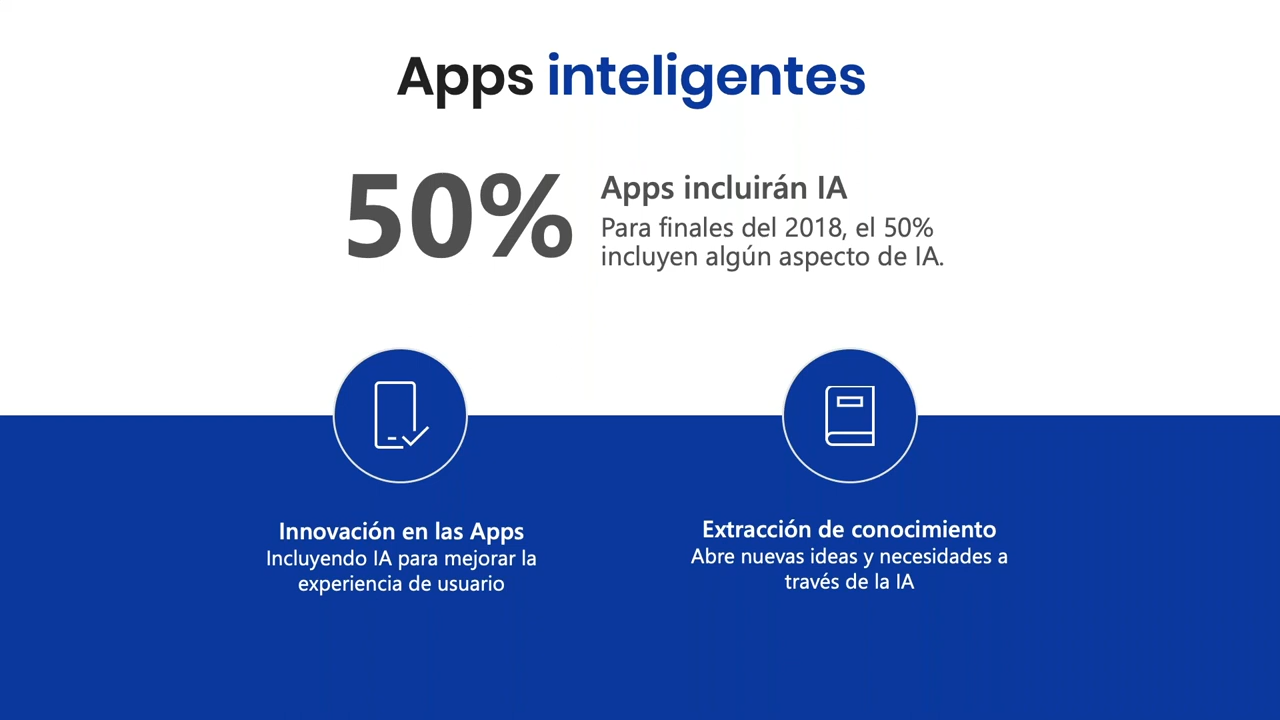 Apps inteligentes
50%
Apps incluirán IA
Para finales del 2018, el 50%
incluyen algún aspecto de IA.
Innovación en las Apps
Incluyendo IA para mejorar la
experiencia de usuario
Extracción de conocimiento
Abre nuevas ideas y necesidades a
través de la IA